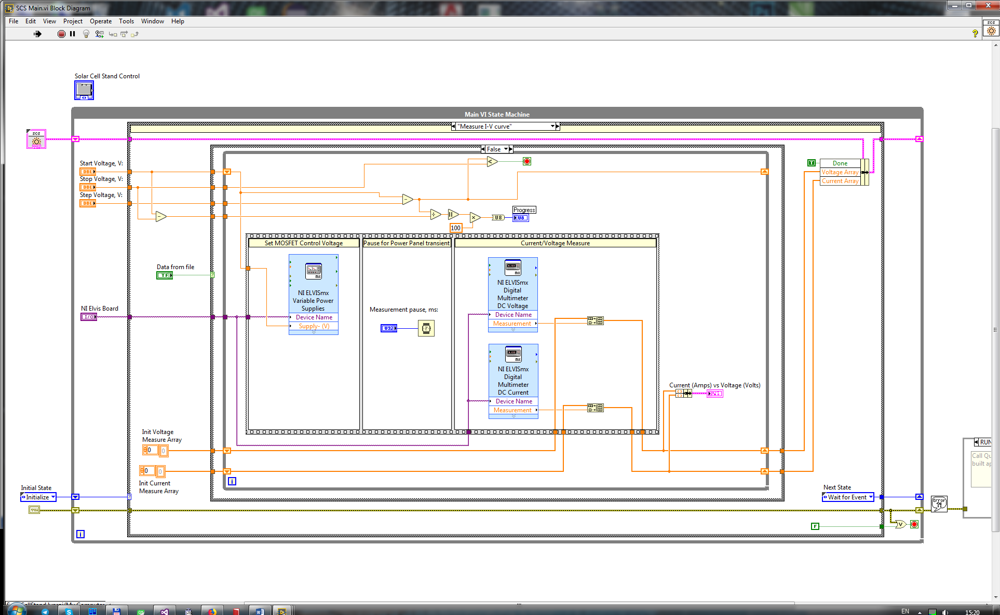 SCS Main.vi Block Diagram
File Edit View Project Operate Tools Window Help
SCS
Solar Cell Stand Control
Main VI State Machine
"Measure I-V curve"
SCS
False
Start Voltage, V:
DBL
Stop Voltage, V:
DBL
Step Voltage, V:
DBL
T
Done
Voltage Array
Current Array
Progress
U8
U8
100
Set MOSFET Control Voltage
Pause for Power Panel transient
Current/Voltage Measure
Data from file
TF
NI ELVISmx
Variable Power
Supplies
Device Name
Supply- (V)
NI Elvis Board
I/O
Measurement pause, ms:
U32
NI ELVISmx
Digital
Multimeter
DC Voltage
Device Name
Measurement
NI ELVISmx
Digital
Multimeter
DC Current
Device Name
Measurement
Current (Amps) vs Voltage (Volts)
Init Voltage
Measure Array
0
0
0
0
Init Current
Measure Array
i
Initial State
Initialize
Next State
Wait for Event
Error
?!
F
V
i
RUN
Call Qu
built ap
EN
15:20